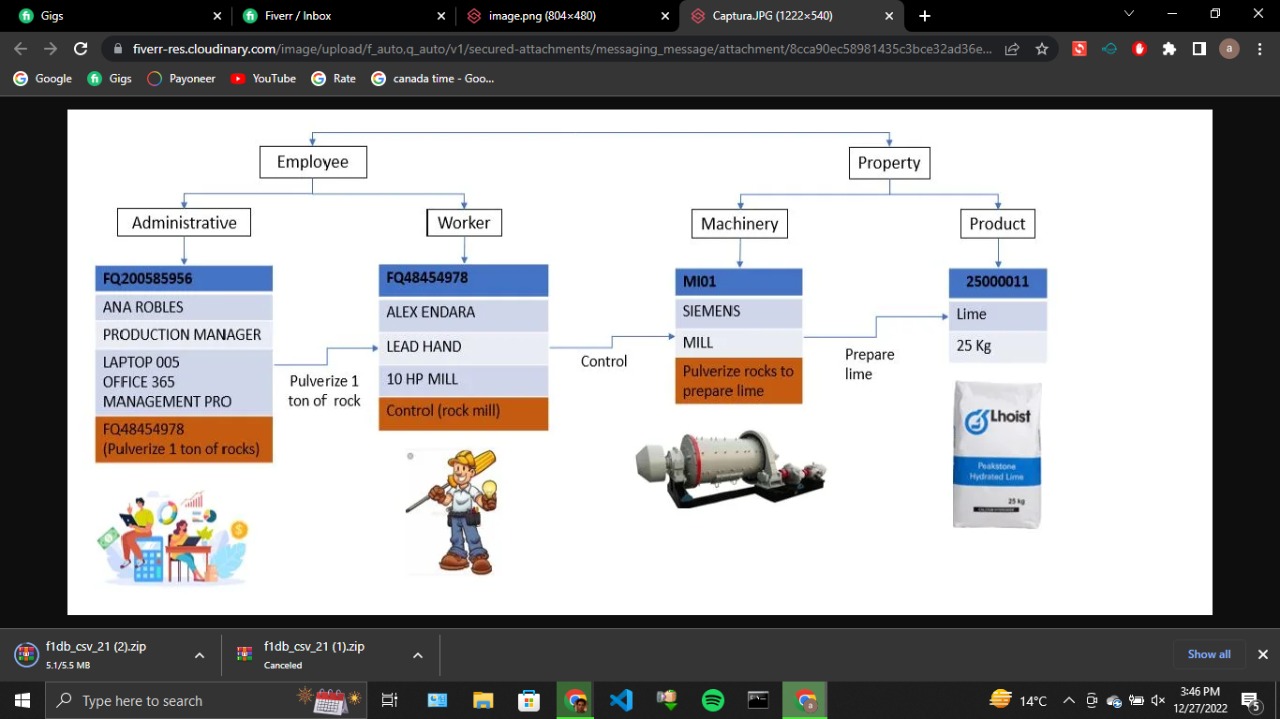 Gigs
Fiverr / Inbox
image.png (804×480)
Captura.JPG (1222×540)
fiverr-res.cloudinary.com/image/upload/f_auto,q_auto/v1/secured-attachments/messaging_message/attachment/8cca90ec58981435c3bce32ad36e...
a
Google
Gigs
Payoneer
YouTube
Rate
canada time - Goo...
Employee
Property
Administrative
Worker
Machinery
Product
FQ200585956
ANA ROBLES
PRODUCTION MANAGER
LAPTOP 005
OFFICE 365
MANAGEMENT PRO
FQ48454978
(Pulverize 1 ton of rocks)
Pulverize 1
ton of rock
FQ48454978
ALEX ENDARA
LEAD HAND
10 HP MILL
Control (rock mill)
Control
MI01
SIEMENS
MILL
Pulverize rocks to
prepare lime
Prepare
lime
25000011
Lime
25 Kg
Lhoist
Peakstone
Hydrated Lime
25 kg
f1db_csv_21 (2).zip
5.1/5.5 MB
f1db_csv_21 (1).zip
Canceled
Show all
Type here to search
14°C
3:46 PM
12/27/2022
5